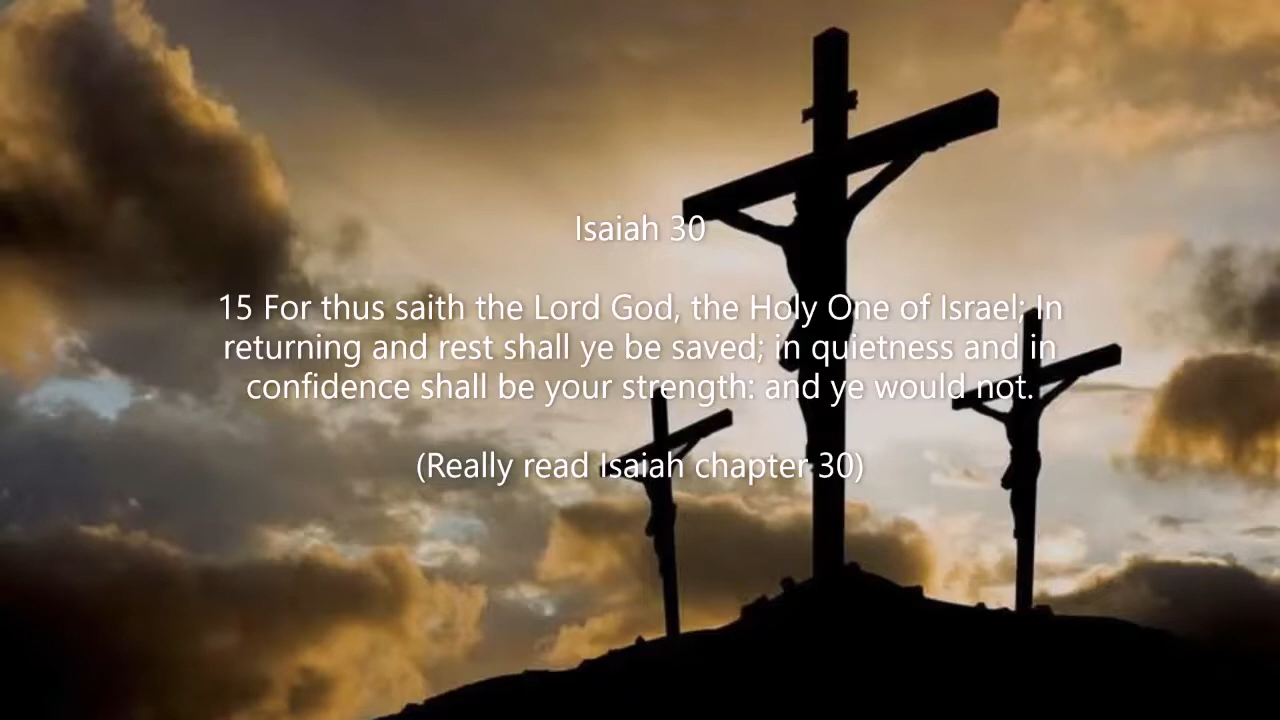 Isaiah 30
15 For thus saith the Lord God, the Holy One of Israel; In
returning and rest shall ye be saved; in quietness and in
confidence shall be your strength: and ye would not.
(Really read Isaiah chapter 30)